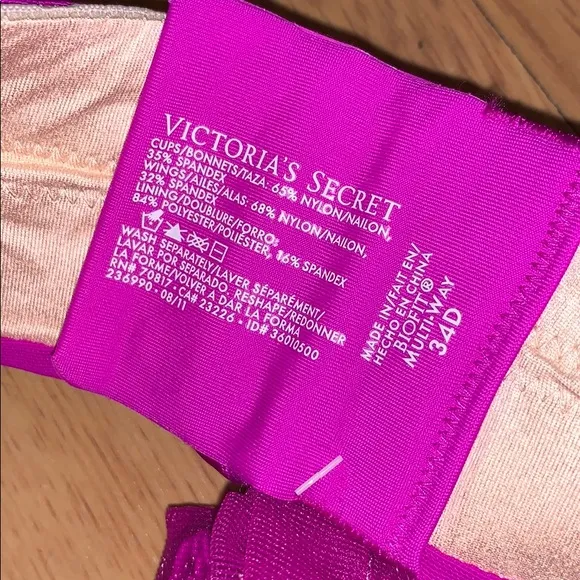 VICTORIA'S SECRET
CUPS/BONNETS/TAZA: 65% NYLON/NAILON,
35% SPANDEX
WINGS/AILES/ALAS: 68% NYLON/NAILON,
32% SPANDEX
LINING/DOUBLURE/FORRO:
84% POLYESTER/POLIÉSTER, 16% SPANDEX
WASH SEPARATELY/LAVER SÉPARÉMENT/
LAVAR POR SEPARADO. RESHAPE/REDONNER
LA FORME/VOLVER A DAR LA FORMA
RN# 70817 • CA# 23226 • ID# 36010500
236990 • 08/11
MADE IN/FAIT EN/
HECHO EN CHINA
BIOFIT®
MULTI-WAY
34D